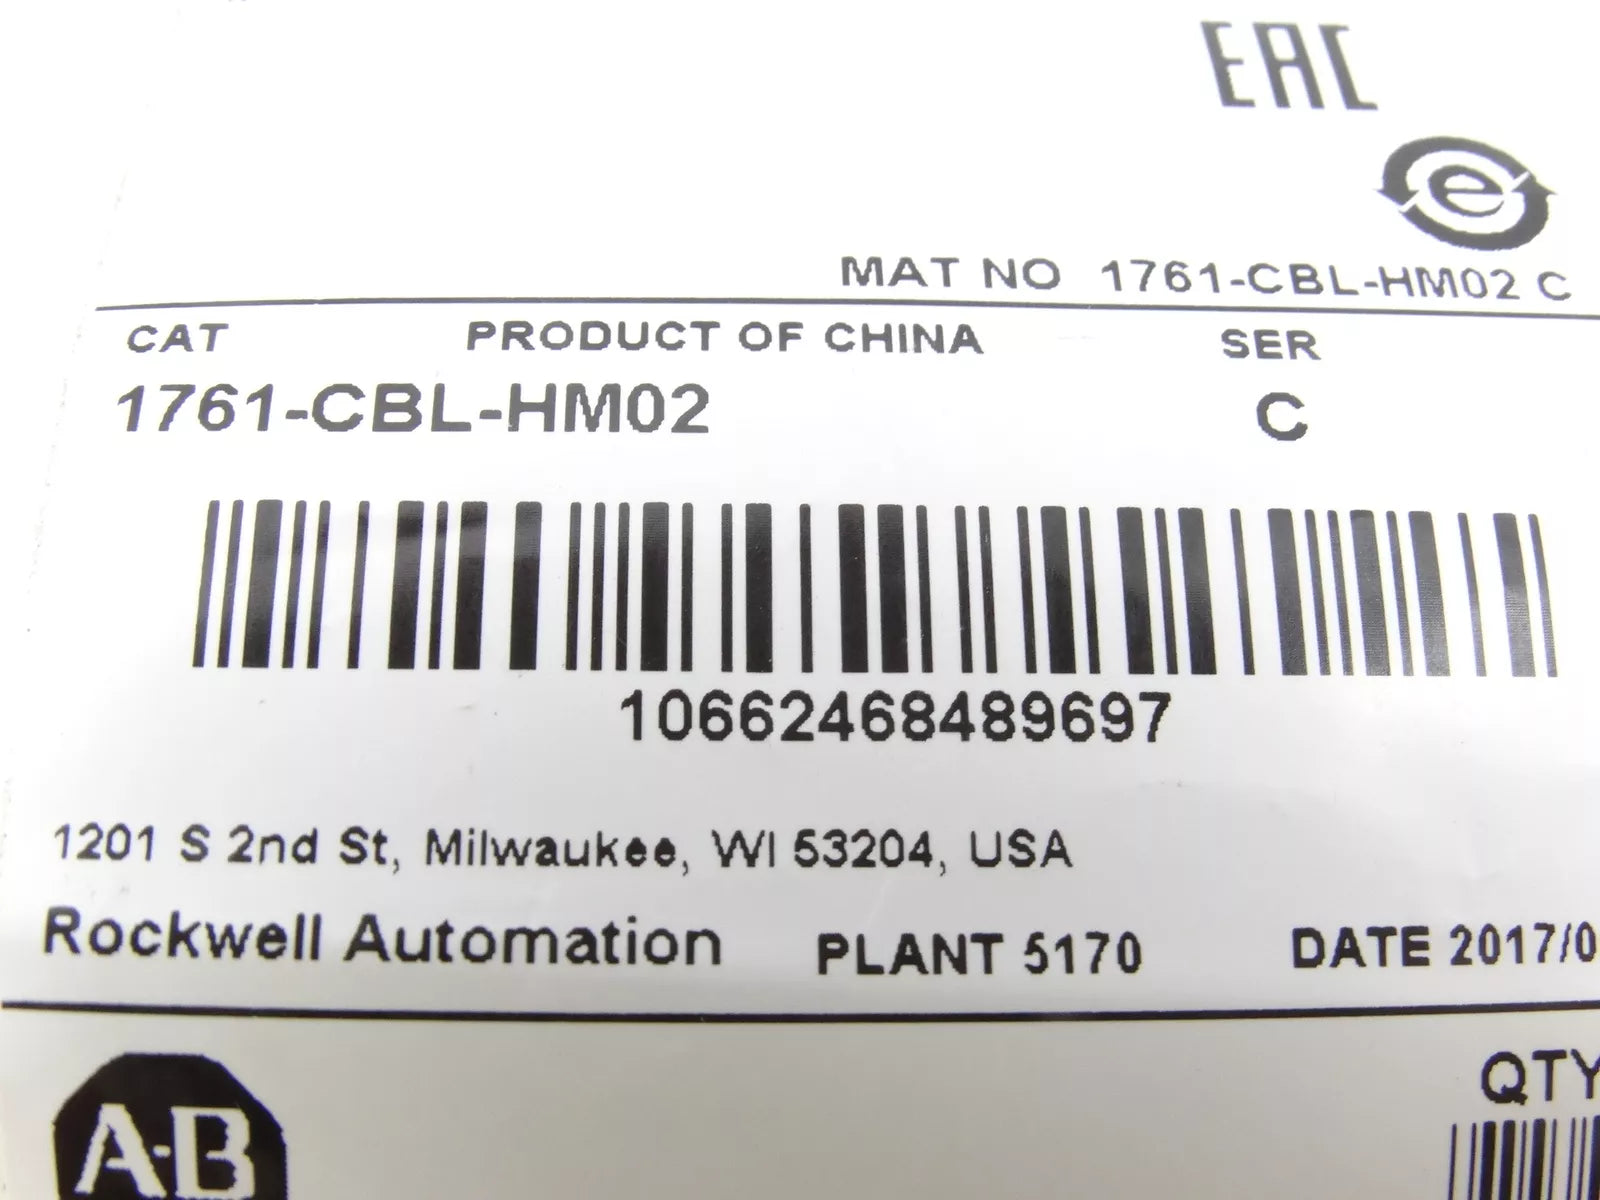 EAC
e
MAT NO 1761-CBL-HM02 C
CAT PRODUCT OF CHINA SER
1761-CBL-HM02 C
10662468489697
1201 S 2nd St, Milwaukee, WI 53204, USA
Rockwell Automation PLANT 5170 DATE 2017/0
QTY
A-B